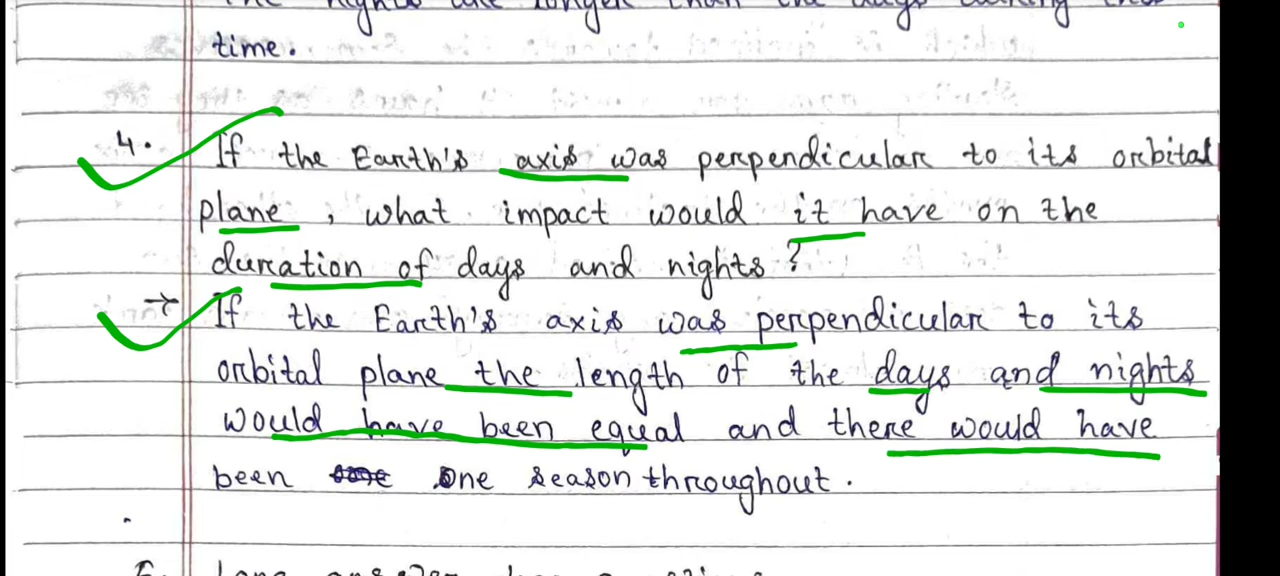 time.
4. If the Earth's axis was perpendicular to its orbital
plane, what impact would it have on the
duration of days and nights?
→ If the Earth's axis was perpendicular to its
orbital plane the length of the days and nights
would have been equal and there would have
been one season throughout.